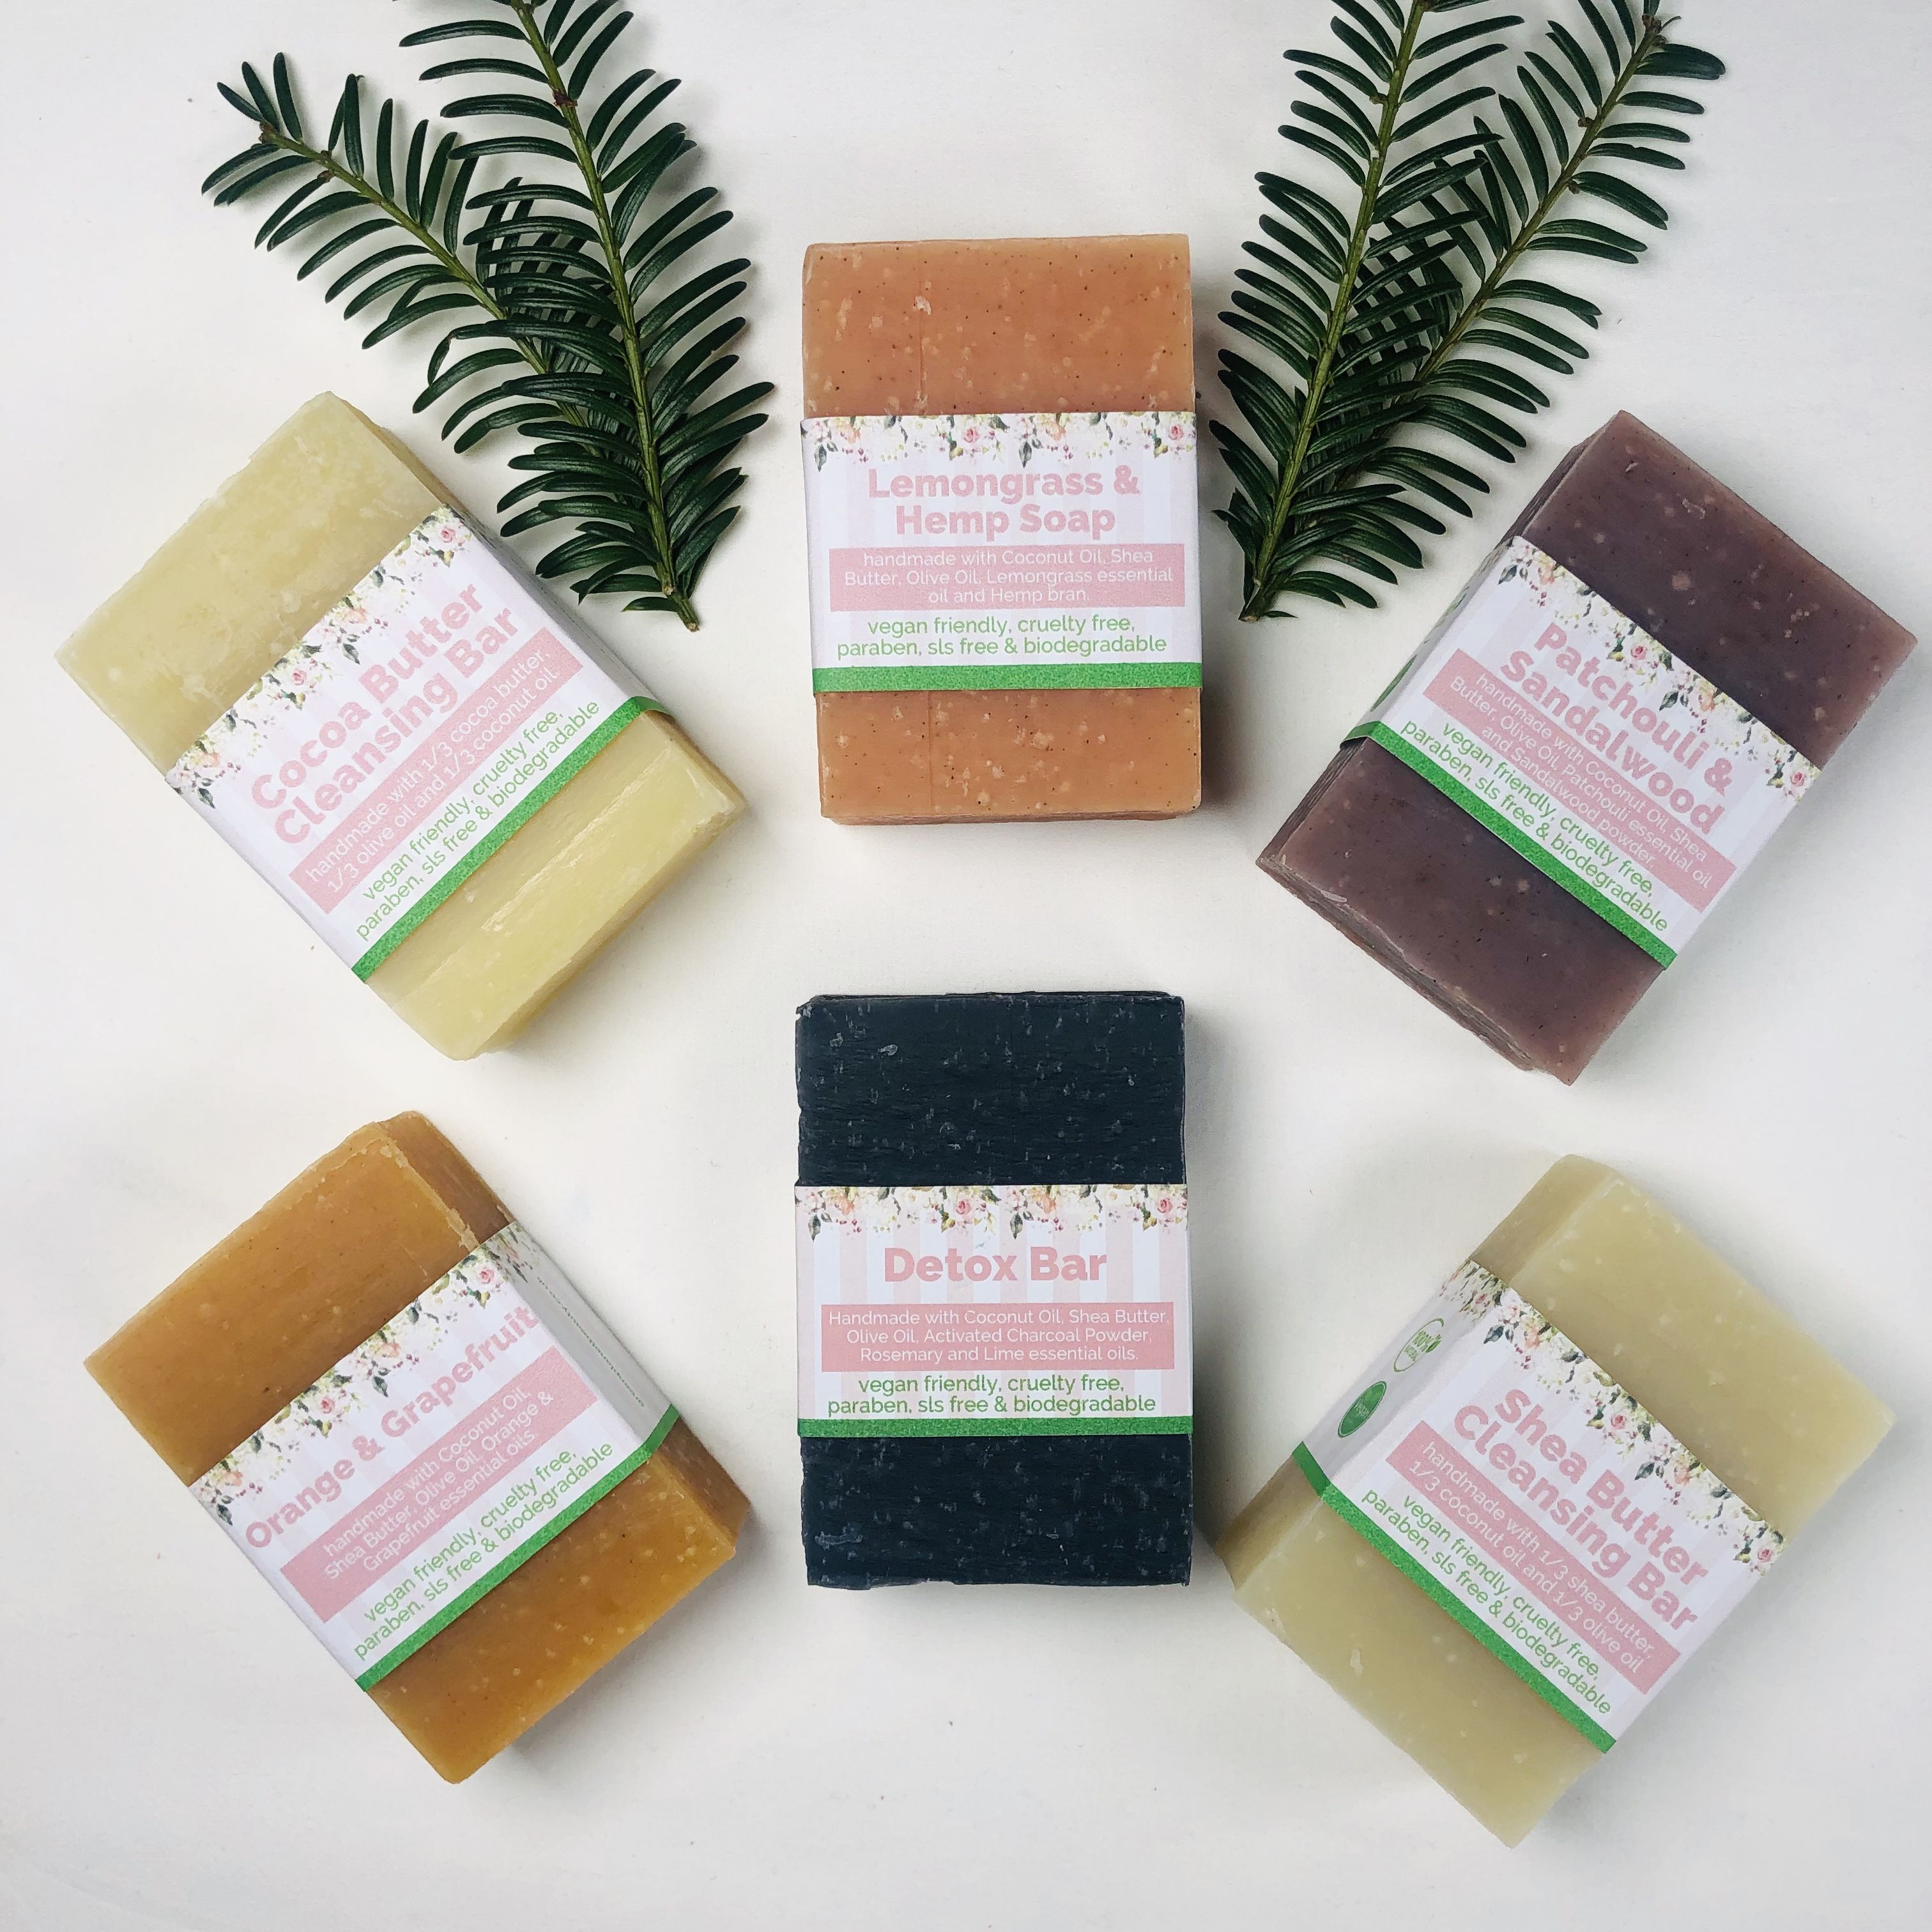 Lemongrass &
Hemp Soap
handmade with Coconut Oil, Shea
Butter, Olive Oil, Lemongrass essential
oil and Hemp bran.
vegan friendly, cruelty free,
paraben, sls free & biodegradable
Cocoa Butter
Cleansing Bar
handmade with 1/3 cocoa butter,
1/3 olive oil and 1/3 coconut oil.
vegan friendly, cruelty free,
paraben, sls free & biodegradable
Patchouli &
Sandalwood
handmade with Coconut Oil, Shea
Butter, Olive Oil, Patchouli essential oil
and Sandalwood powder.
vegan friendly, cruelty free,
paraben, sls free & biodegradable
Orange & Grapefruit
handmade with Coconut Oil,
Shea Butter, Olive Oil, Orange &
Grapefruit essential oils.
vegan friendly, cruelty free,
paraben, sls free & biodegradable
Detox Bar
Handmade with Coconut Oil, Shea Butter,
Olive Oil, Activated Charcoal Powder,
Rosemary and Lime essential oils.
vegan friendly, cruelty free,
paraben, sls free & biodegradable
100%
NATURAL
Shea Butter
Cleansing Bar
handmade with 1/3 shea butter,
1/3 coconut oil and 1/3 olive oil
vegan friendly, cruelty free,
paraben, sls free & biodegradable